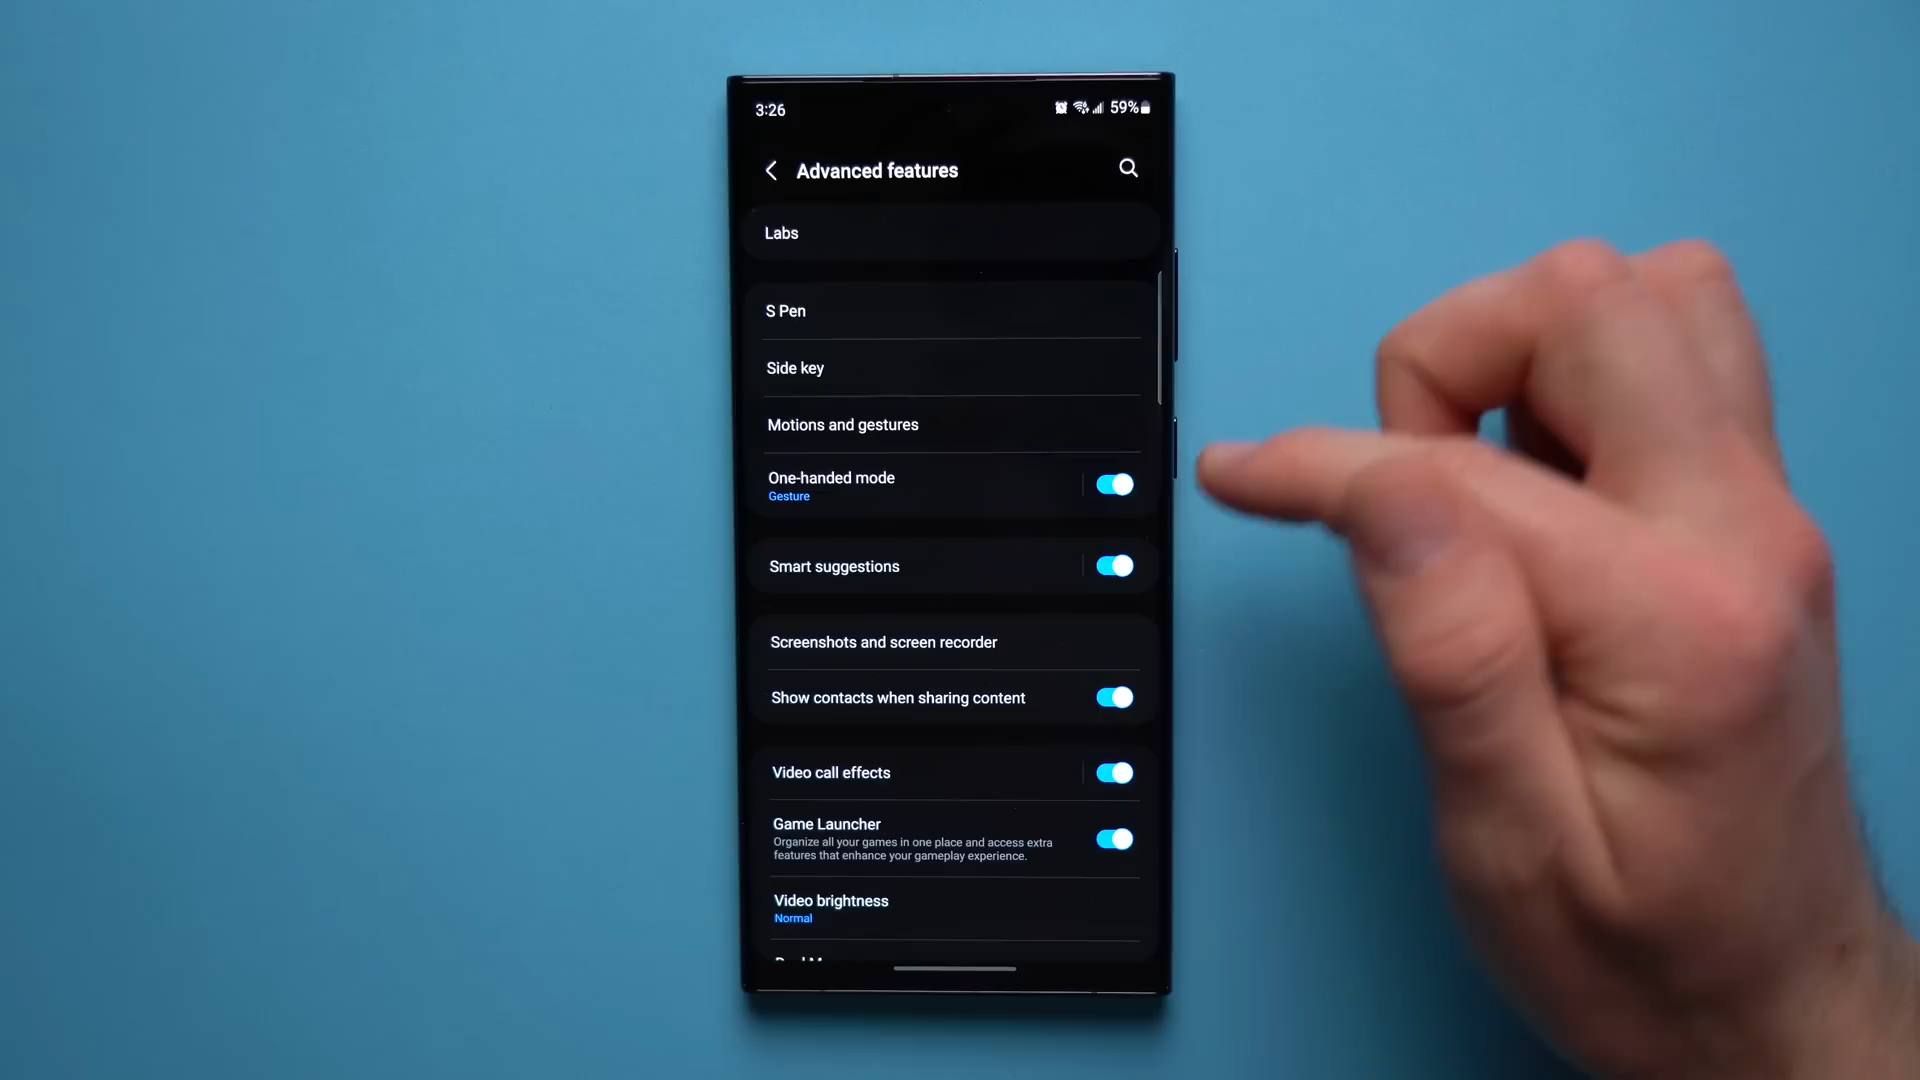 3:26
59%
Advanced features
Labs
S Pen
Side key
Motions and gestures
One-handed mode
Gesture
Smart suggestions
Screenshots and screen recorder
Show contacts when sharing content
Video call effects
Game Launcher
Organize all your games in one place and access extra
features that enhance your gameplay experience.
Video brightness
Normal